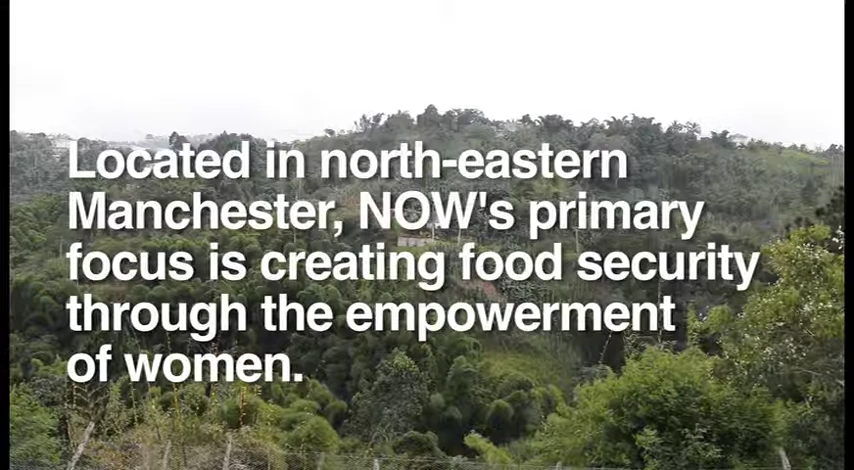 Located in north-eastern
Manchester, NOW's primary
focus is creating food security
through the empowerment
of women.